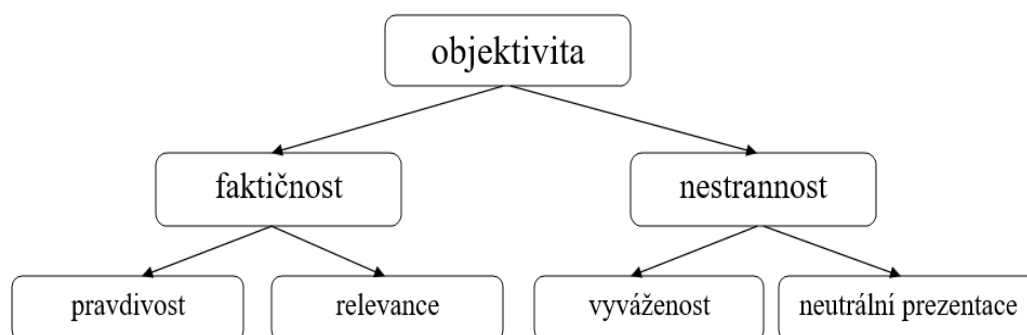 objektivita
faktičnost
nestrannost
pravdivost
relevance
vyváženost
neutrální prezentace